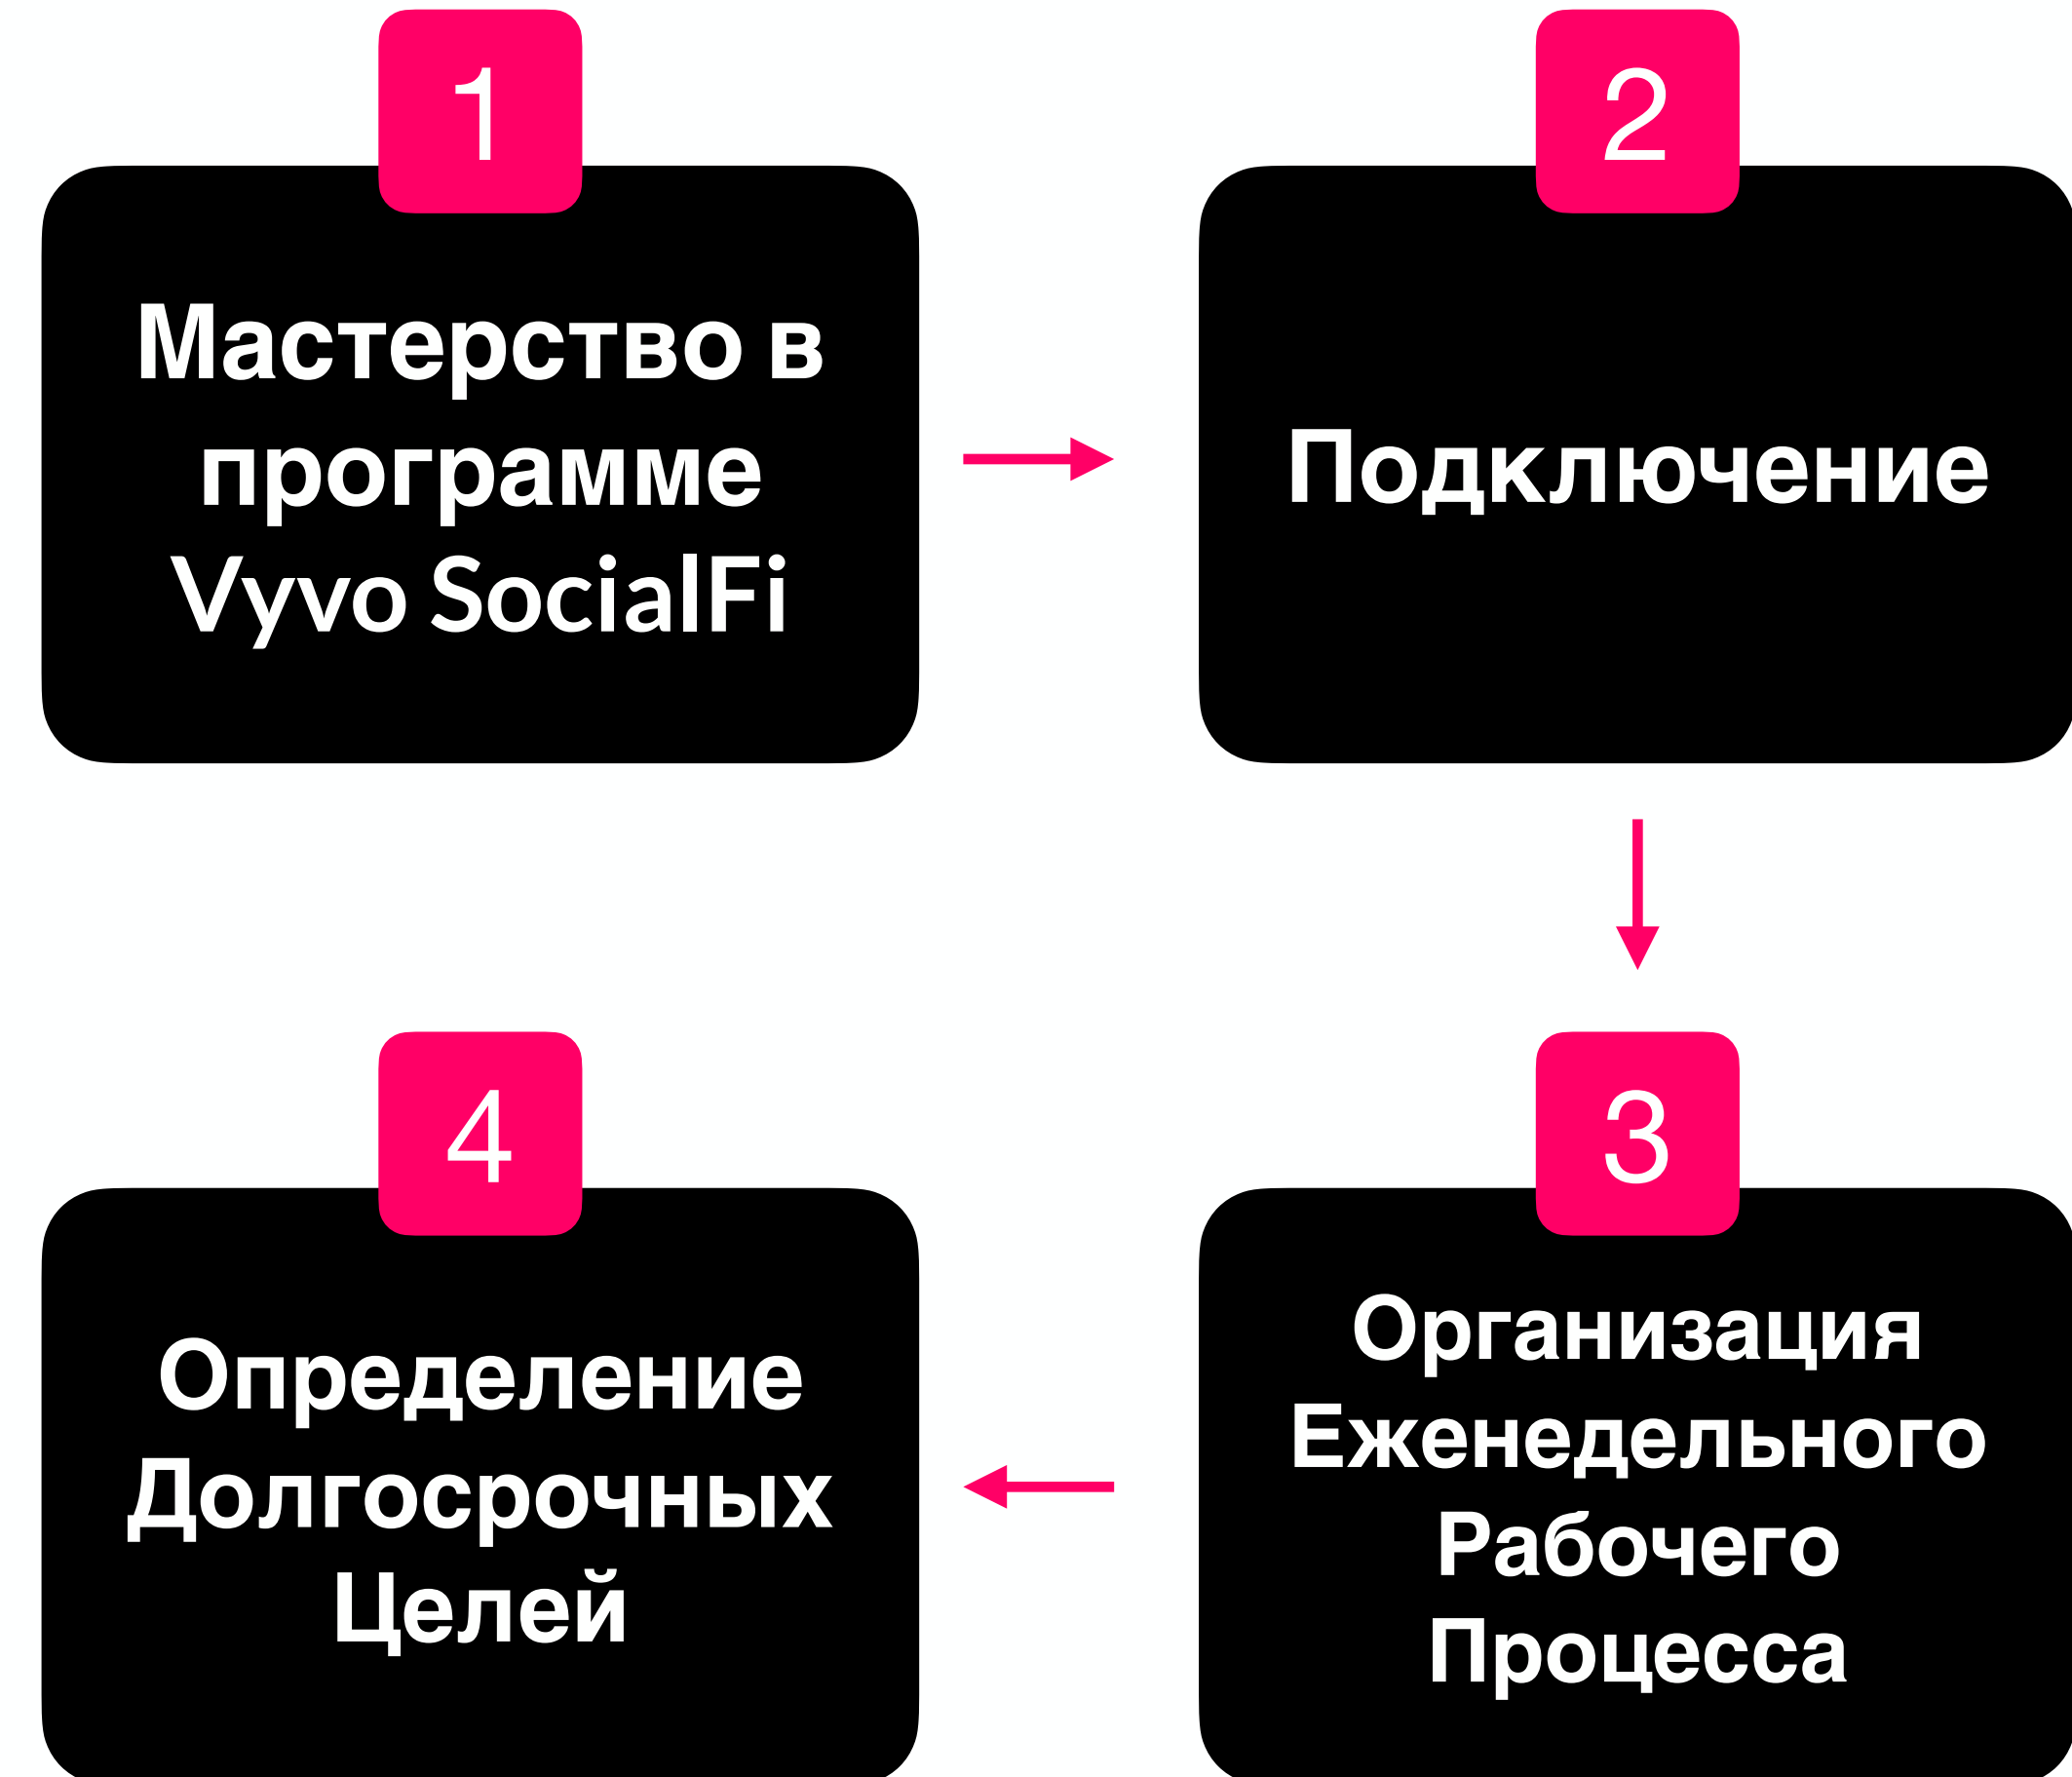 1
Мастерство в
программе
Vyvo SocialFi
2
Подключение
3
Организация
Еженедельного
Рабочего
Процесса
4
Определение
Долгосрочных
Целей